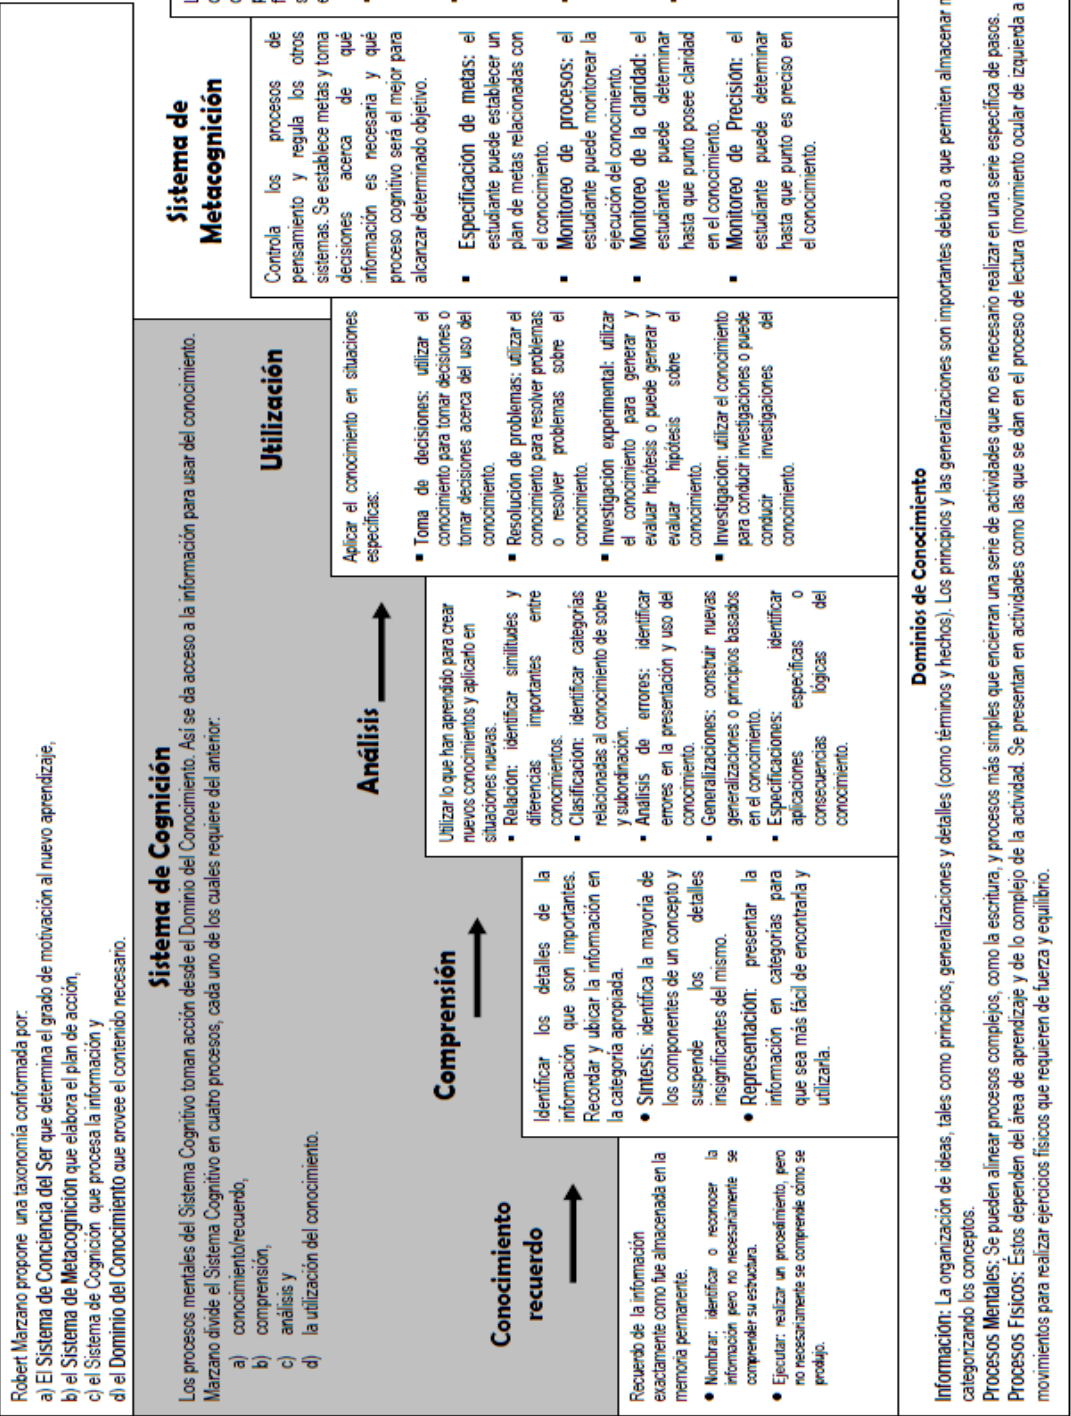 Robert Marzano propone una taxonomía conformada por:
a) El Sistema de Conciencia del Ser que determina el grado de motivación al nuevo aprendizaje,
b) el Sistema de Metacognición que elabora el plan de acción,
c) el Sistema de Cognición que procesa la información y
d) el Dominio del Conocimiento que provee el contenido necesario.
Sistema de Cognición
Los procesos mentales del Sistema Cognitivo toman acción desde el Dominio del Conocimiento. Así se da acceso a la información para usar del conocimiento.
Marzano divide el Sistema Cognitivo en cuatro procesos, cada uno de los cuales requiere del anterior:
a) conocimiento/recuerdo,
b) comprensión,
c) análisis y
d) la utilización del conocimiento.
Conocimiento
recuerdo
Recuerdo de la información
exactamente como fue almacenada en la
memoria permanente.
• Nombrar: identificar o reconocer la
información pero no necesariamente se
comprender su estructura.
• Ejecutar: realizar un procedimiento, pero
no necesariamente se comprende cómo se
produjo.
Comprensión
Identificar los detalles de la
información que son importantes.
Recordar y ubicar la información en
la categoría apropiada.
• Síntesis: identifica la mayoría de
los componentes de un concepto y
suspende los detalles
insignificantes del mismo.
• Representación: presentar la
información en categorías para
que sea más fácil de encontrarla y
utilizarla.
Análisis
Utilizar lo que han aprendido para crear
nuevos conocimientos y aplicarlo en
situaciones nuevas.
▪ Relación: identificar similitudes y
diferencias importantes entre
conocimientos.
▪ Clasificación: identificar categorías
relacionadas al conocimiento de sobre
y subordinación.
▪ Análisis de errores: identificar
errores en la presentación y uso del
conocimiento.
▪ Generalizaciones: construir nuevas
generalizaciones o principios basados
en el conocimiento.
▪ Especificaciones: identificar
aplicaciones específicas o
consecuencias lógicas del
conocimiento.
Utilización
Aplicar el conocimiento en situaciones
específicas:
▪ Toma de decisiones: utilizar el
conocimiento para tomar decisiones o
tomar decisiones acerca del uso del
conocimiento.
▪ Resolución de problemas: utilizar el
conocimiento para resolver problemas
o resolver problemas sobre el
conocimiento.
▪ Investigación experimental: utilizar
el conocimiento para generar y
evaluar hipótesis o puede generar y
evaluar hipótesis sobre el
conocimiento.
▪ Investigación: utilizar el conocimiento
para conducir investigaciones o puede
conducir investigaciones del
conocimiento.
Sistema de
Metacognición
Controla los procesos de
pensamiento y regula los otros
sistemas. Se establece metas y toma
decisiones acerca de qué
información es necesaria y qué
proceso cognitivo será el mejor para
alcanzar determinado objetivo.
▪ Especificación de metas: el
estudiante puede establecer un
plan de metas relacionadas con
el conocimiento.
▪ Monitoreo de procesos: el
estudiante puede monitorear la
ejecución del conocimiento.
▪ Monitoreo de la claridad: el
estudiante puede determinar
hasta que punto posee claridad
en el conocimiento.
▪ Monitoreo de Precisión: el
estudiante puede determinar
hasta que punto es preciso en
el conocimiento.
Dominios de Conocimiento
Información: La organización de ideas, tales como principios, generalizaciones y detalles (como términos y hechos). Los principios y las generalizaciones son importantes debido a que permiten almacenar
categorizando los conceptos.
Procesos Mentales: Se pueden alinear procesos complejos, como la escritura, y procesos más simples que encierran una serie de actividades que no es necesario realizar en una serie específica de pasos.
Procesos Físicos: Estos dependen del área de aprendizaje y de lo complejo de la actividad. Se presentan en actividades como las que se dan en el proceso de lectura (movimiento ocular de izquierda a
movimientos para realizar ejercicios físicos que requieren de fuerza y equilibrio.